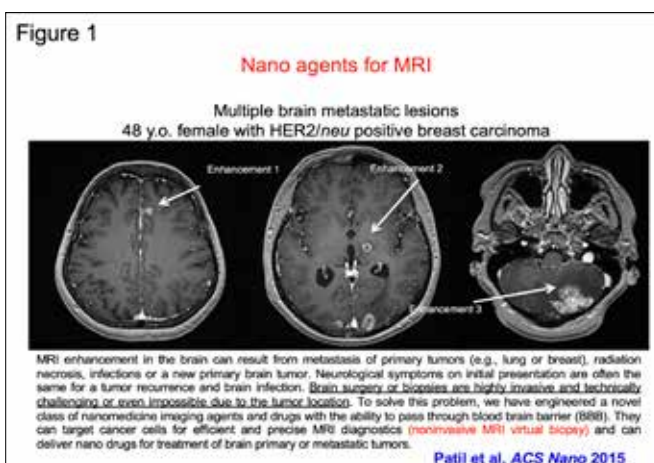 Figure 1
Nano agents for MRI
Multiple brain metastatic lesions
48 y.o. female with HER2/neu positive breast carcinoma
Enhancement 1
Enhancement 2
Enhancement 3
MRI enhancement in the brain can result from metastasis of primary tumors (e.g., lung or breast), radiation
necrosis, infections or a new primary brain tumor. Neurological symptoms on initial presentation are often the
same for a tumor recurrence and brain infection. Brain surgery or biopsies are highly invasive and technically
challenging or even impossible due to the tumor location. To solve this problem, we have engineered a novel
class of nanomedicine imaging agents and drugs with the ability to pass through blood brain barrier (BBB). They
can target cancer cells for efficient and precise MRI diagnostics (noninvasive MRI virtual biopsy) and can
deliver nano drugs for treatment of brain primary or metastatic tumors.
Patil et al. ACS Nano 2015